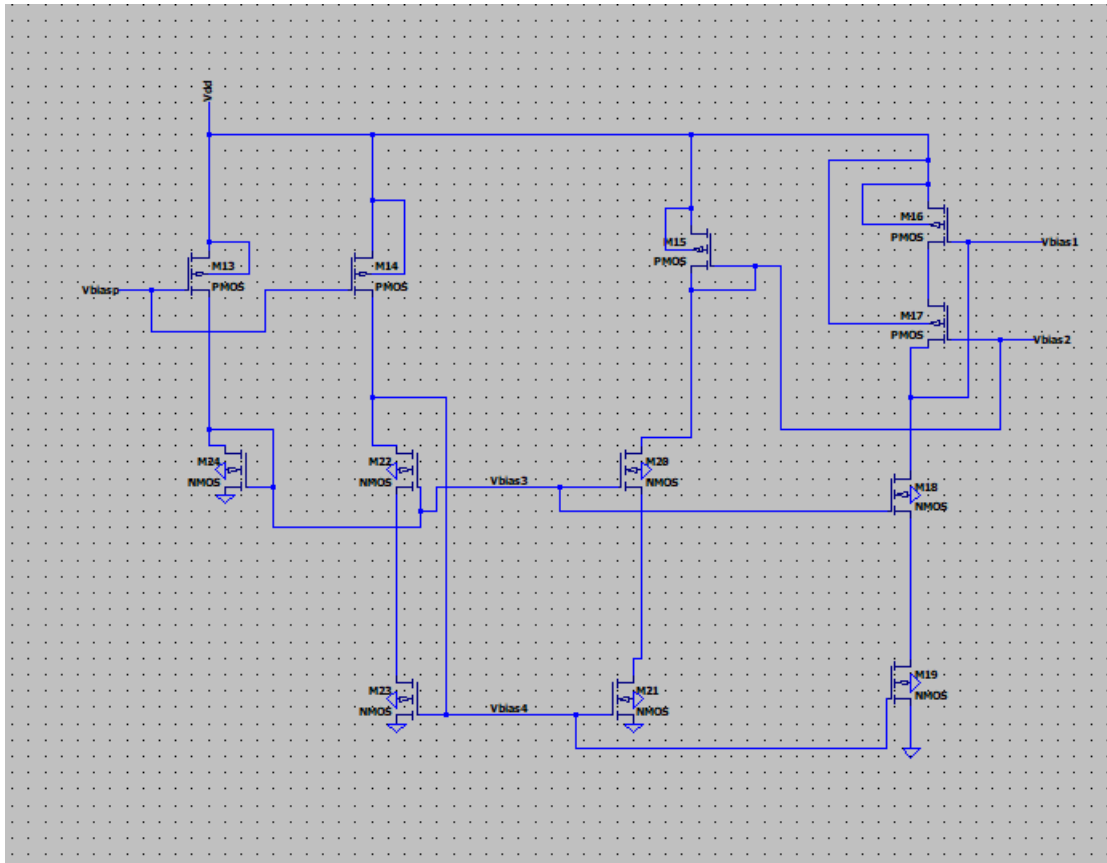 Vdd
M16
PMOS
Vbias1
M13
PMOS
M14
PMOS
M15
PMOS
Vbiasp
M17
PMOS
Vbias2
M24
NMOS
M22
NMOS
Vbias3
M20
NMOS
M18
NMOS
M23
NMOS
Vbias4
M21
NMOS
M19
NMOS